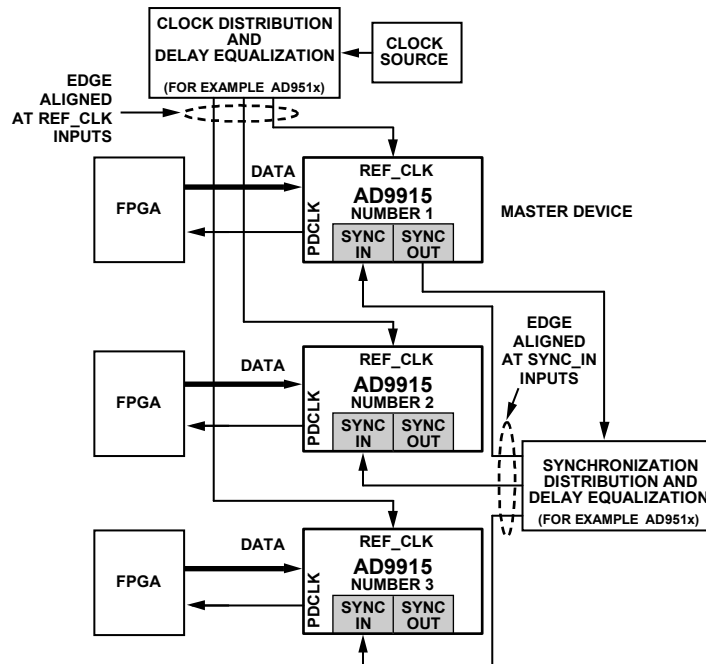 CLOCK DISTRIBUTION
AND
DELAY EQUALIZATION
(FOR EXAMPLE AD951x)
CLOCK
SOURCE
EDGE
ALIGNED
AT REF_CLK
INPUTS
FPGA
DATA
REF_CLK
AD9915
NUMBER 1
PDCLK
SYNC
IN
SYNC
OUT
MASTER DEVICE
EDGE
ALIGNED
AT SYNC_IN
INPUTS
FPGA
DATA
REF_CLK
AD9915
NUMBER 2
PDCLK
SYNC
IN
SYNC
OUT
SYNCHRONIZATION
DISTRIBUTION AND
DELAY EQUALIZATION
(FOR EXAMPLE AD951x)
FPGA
DATA
REF_CLK
AD9915
NUMBER 3
PDCLK
SYNC
IN
SYNC
OUT